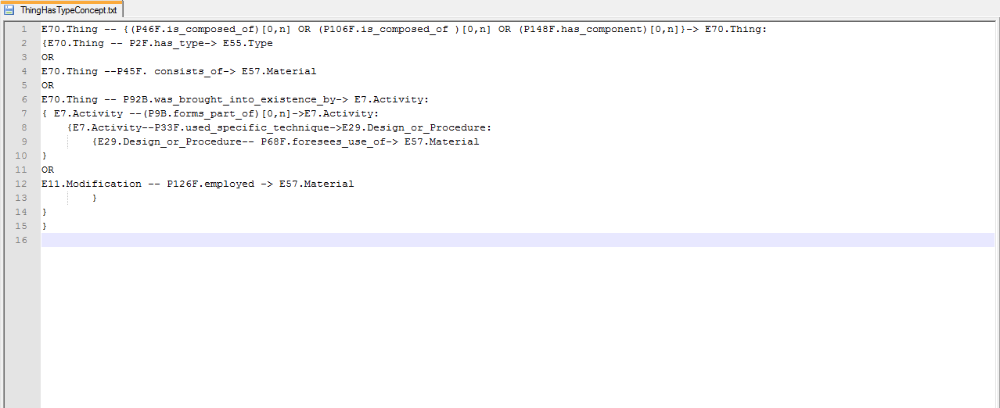 ThingHasTypeConcept.txt
1 E70.Thing -- {(P46F.is_composed_of)[0,n] OR (P106F.is_composed_of )[0,n] OR (P148F.has_component)[0,n]}-> E70.Thing:
2 {E70.Thing -- P2F.has_type-> E55.Type
3 OR
4 E70.Thing --P45F. consists_of-> E57.Material
5 OR
6 E70.Thing -- P92B.was_brought_into_existence_by-> E7.Activity:
7 { E7.Activity --(P9B.forms_part_of)[0,n]->E7.Activity:
8     {E7.Activity--P33F.used_specific_technique->E29.Design_or_Procedure:
9         {E29.Design_or_Procedure-- P68F.foresees_use_of-> E57.Material
10 }
11 OR
12 E11.Modification -- P126F.employed -> E57.Material
13         }
14 }
15 }
16